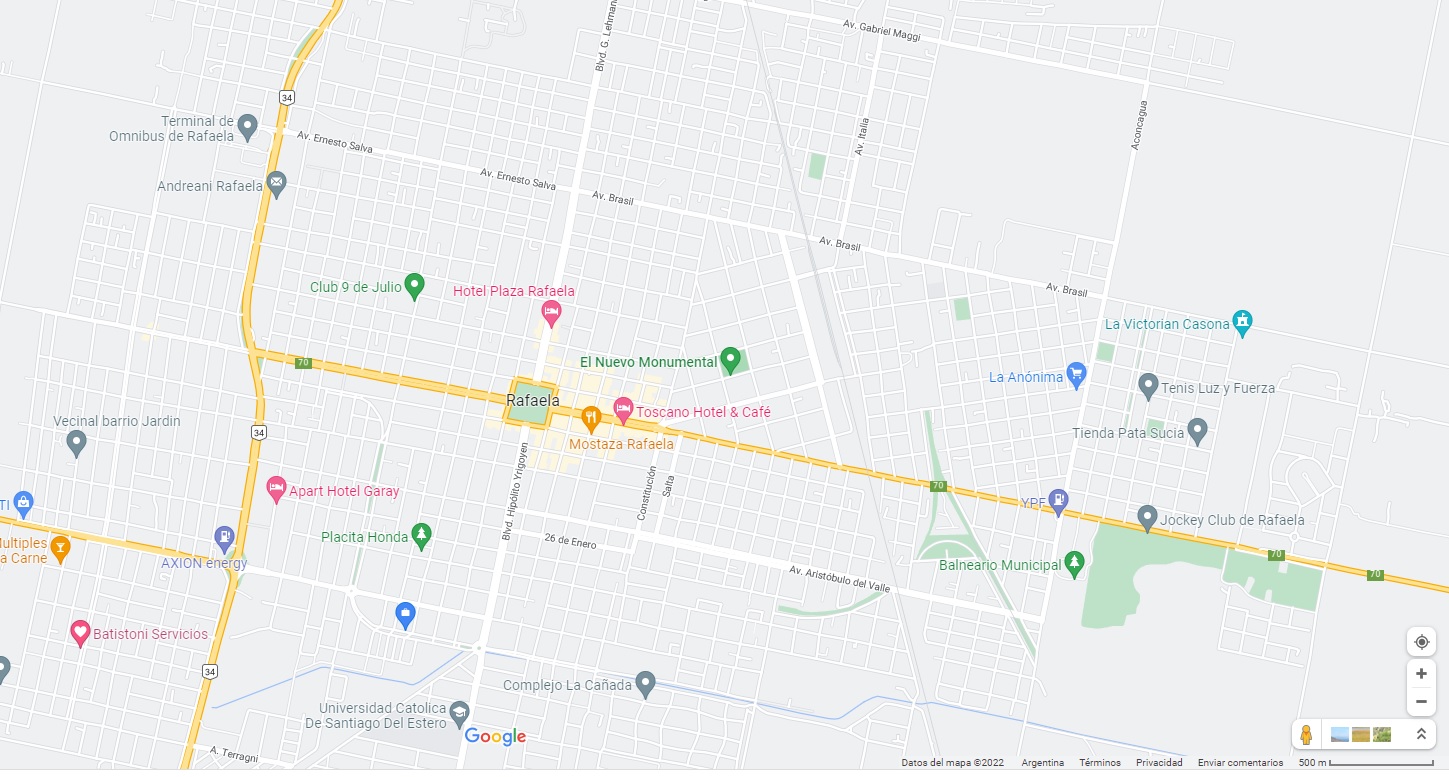 Av. Gabriel Maggi
Blvd. G. Lehmann
34
Terminal de
Omnibus de Rafaela
Av. Ernesto Salva
Av. Italia
Aconcagua
Andreani Rafaela
Av. Ernesto Salva
Av. Brasil
Av. Brasil
Club 9 de Julio
Hotel Plaza Rafaela
Av. Brasil
La Victorian Casona
70
El Nuevo Monumental
La Anónima
Tenis Luz y Fuerza
Rafaela
Toscano Hotel & Café
Mostaza Rafaela
Vecinal barrio Jardin
34
Tienda Pata Sucia
Apart Hotel Garay
Blvd. Hipólito Yrigoyen
Constitución
Salta
70
TI
YPF
Jockey Club de Rafaela
Multiples
a Carne
Placita Honda
26 de Enero
AXION energy
Balneario Municipal
70
70
Av. Aristóbulo del Valle
Batistoni Servicios
34
Complejo La Cañada
Universidad Catolica
De Santiago Del Estero
Google
A. Terragni
Datos del mapa ©2022 Argentina Términos Privacidad Enviar comentarios 500 m